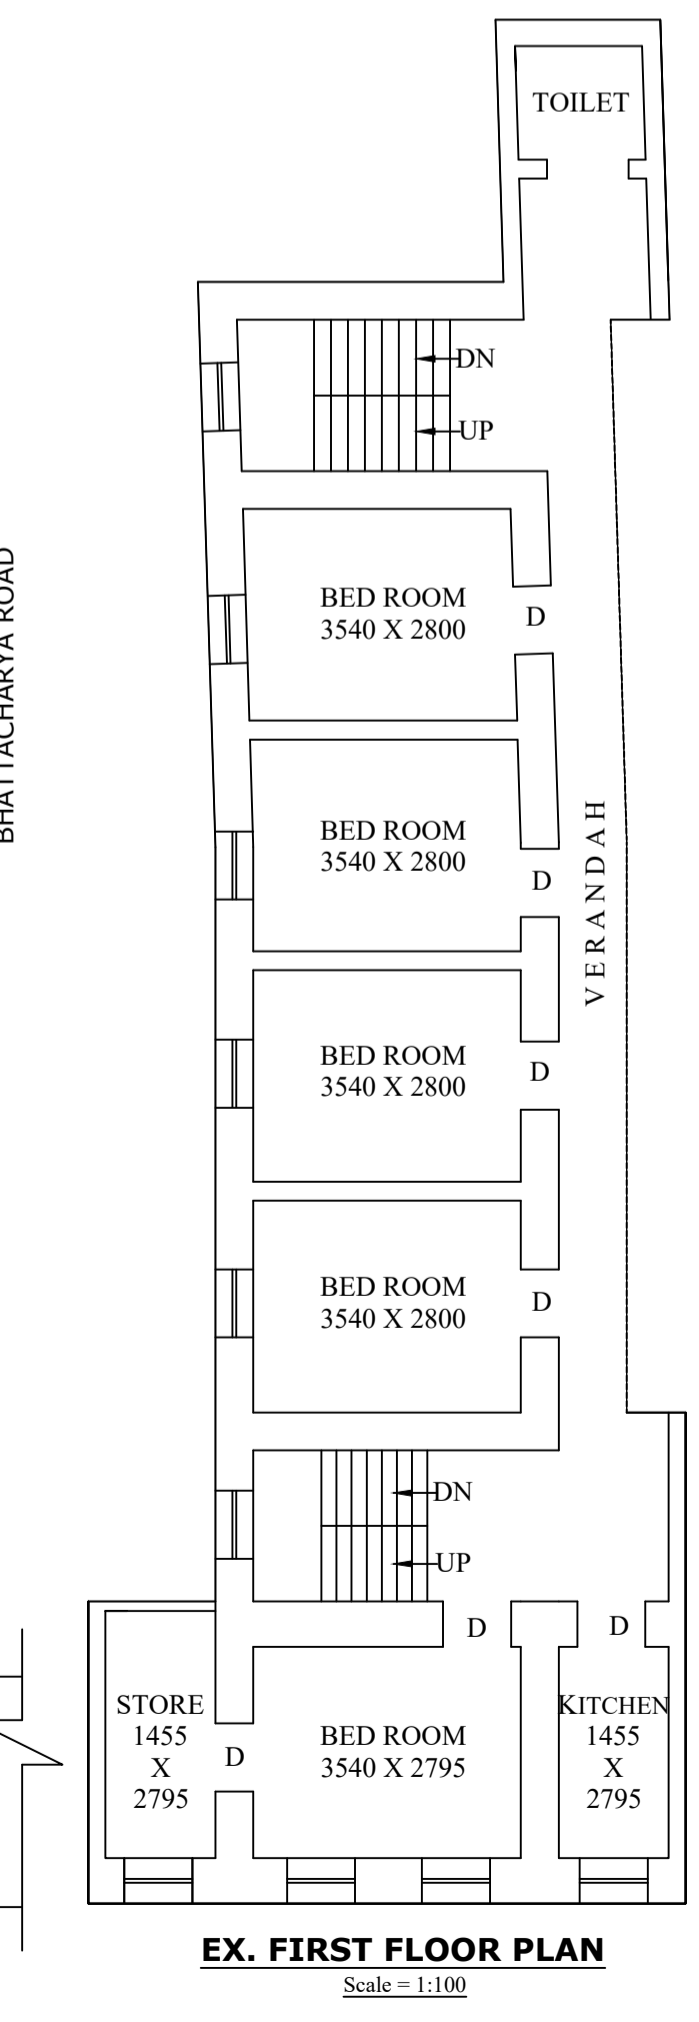 TOILET
DN
UP
BED ROOM
3540 X 2800
D
BHATTACHARYA ROAD
BED ROOM
3540 X 2800
D
VERANDAH
BED ROOM
3540 X 2800
D
BED ROOM
3540 X 2800
D
DN
UP
D
D
STORE
1455
X
2795
D
BED ROOM
3540 X 2795
KITCHEN
1455
X
2795
EX. FIRST FLOOR PLAN
Scale = 1:100